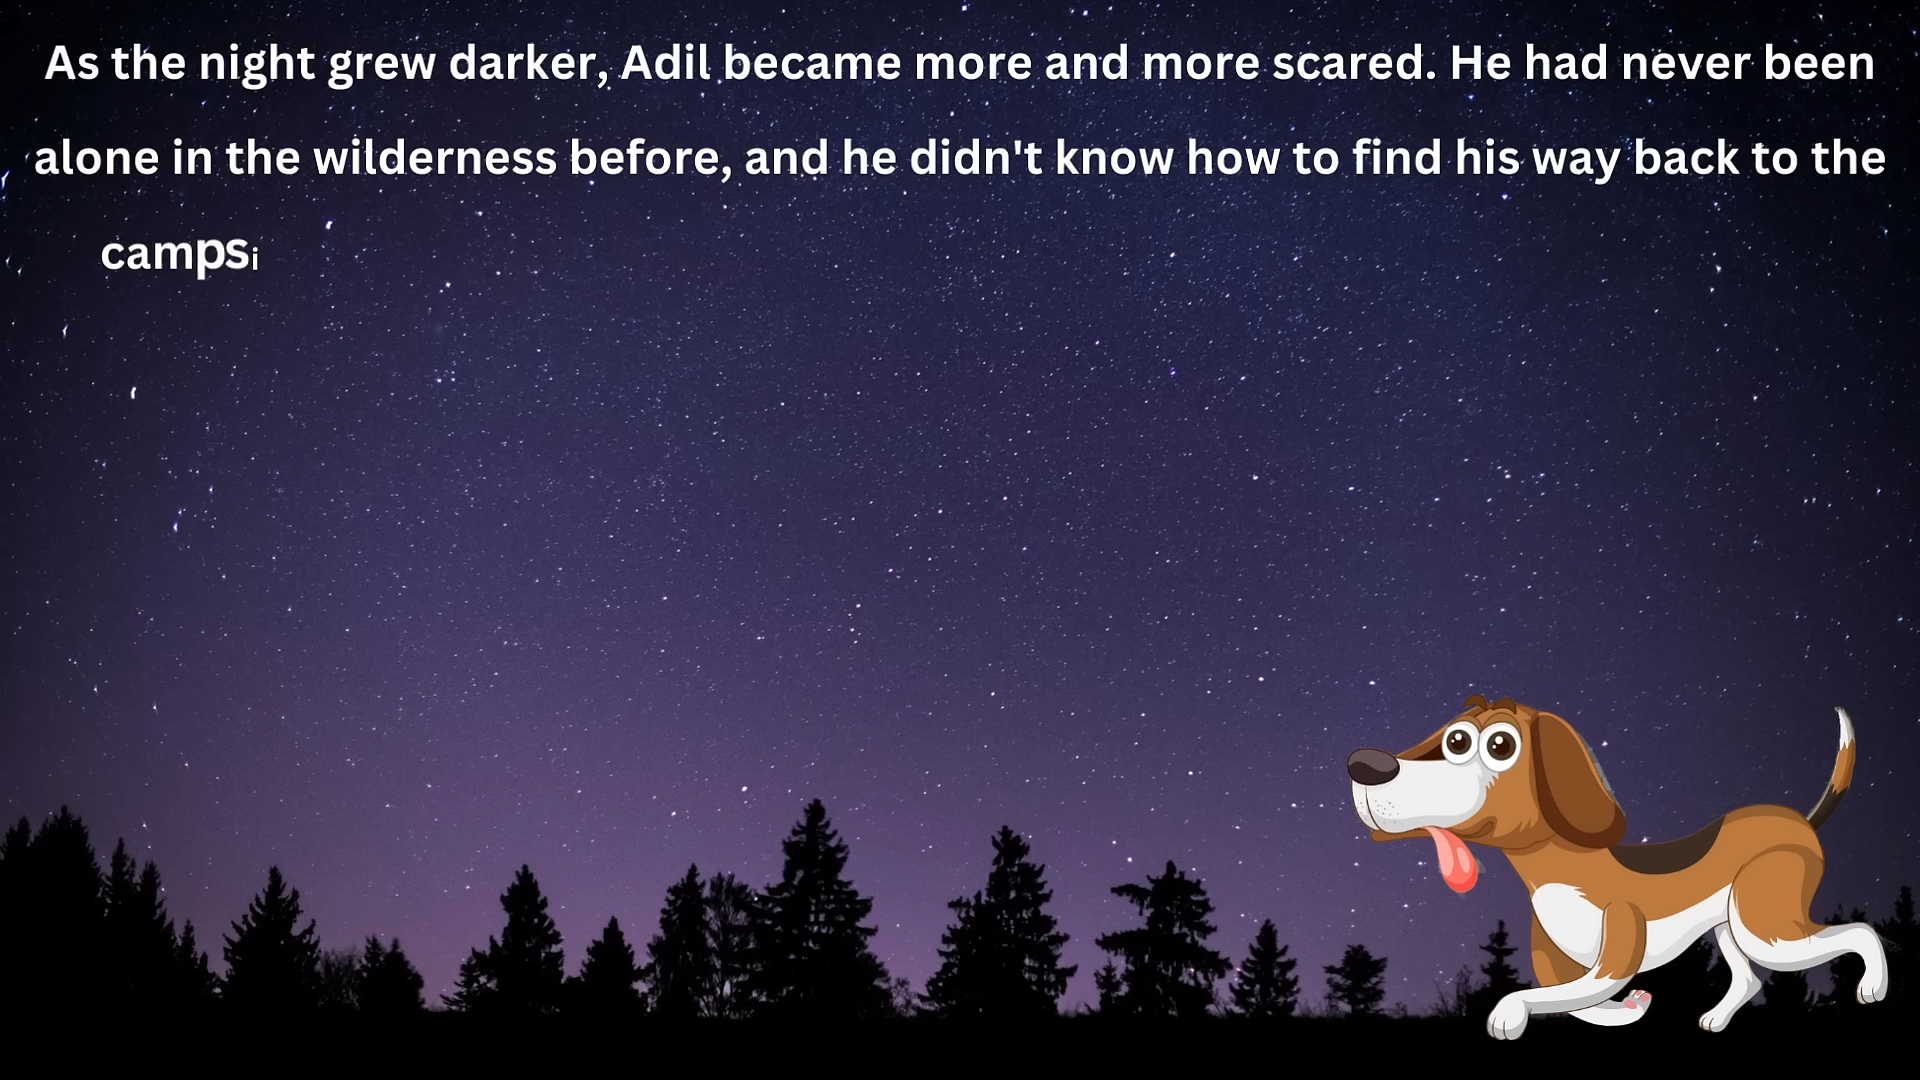 As the night grew darker, Adil became more and more scared. He had never been
alone in the wilderness before, and he didn't know how to find his way back to the
campsi